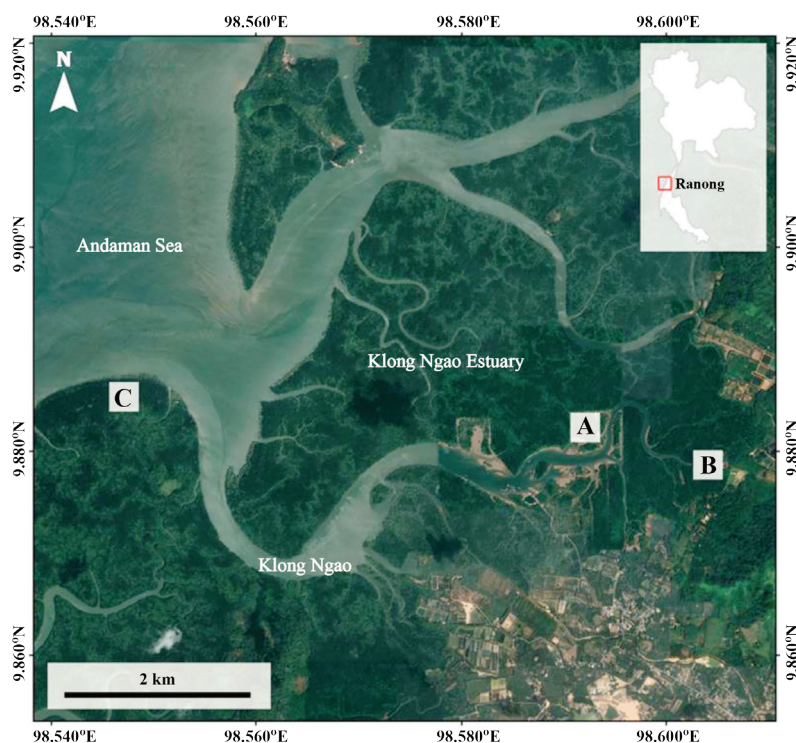 98.540°E 98.560°E 98.580°E 98.600°E
9.920°N 9.920°N
N
Ranong
Andaman Sea
9.900°N 9.900°N
Klong Ngao Estuary
C
A
9.880°N 9.880°N
B
Klong Ngao
9.860°N 9.860°N
2 km
98.540°E 98.560°E 98.580°E 98.600°E